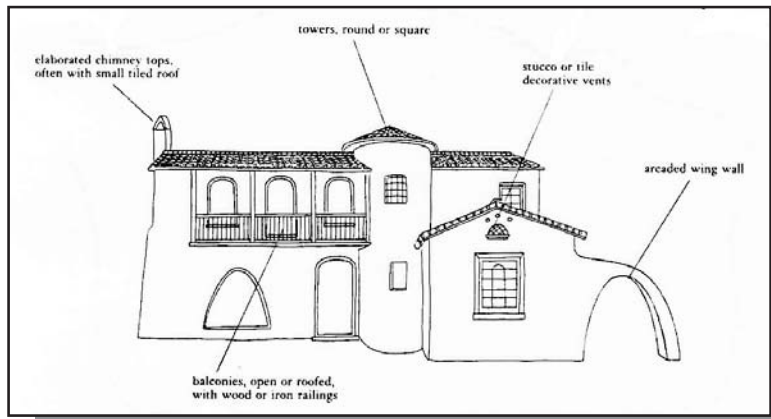 towers, round or square
elaborated chimney tops,
often with small tiled roof
stucco or tile
decorative vents
arcaded wing wall
balconies, open or roofed,
with wood or iron railings